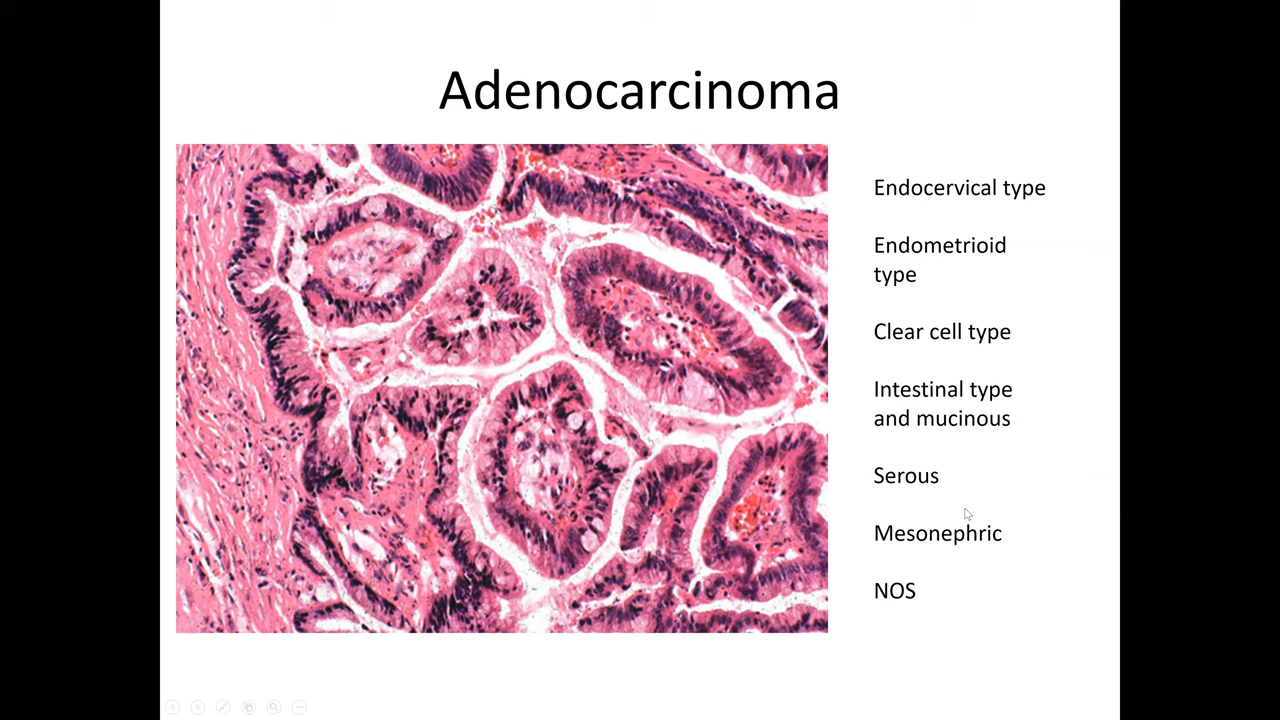 Adenocarcinoma
Endocervical type
Endometrioid
type
Clear cell type
Intestinal type
and mucinous
Serous
Mesonephric
NOS